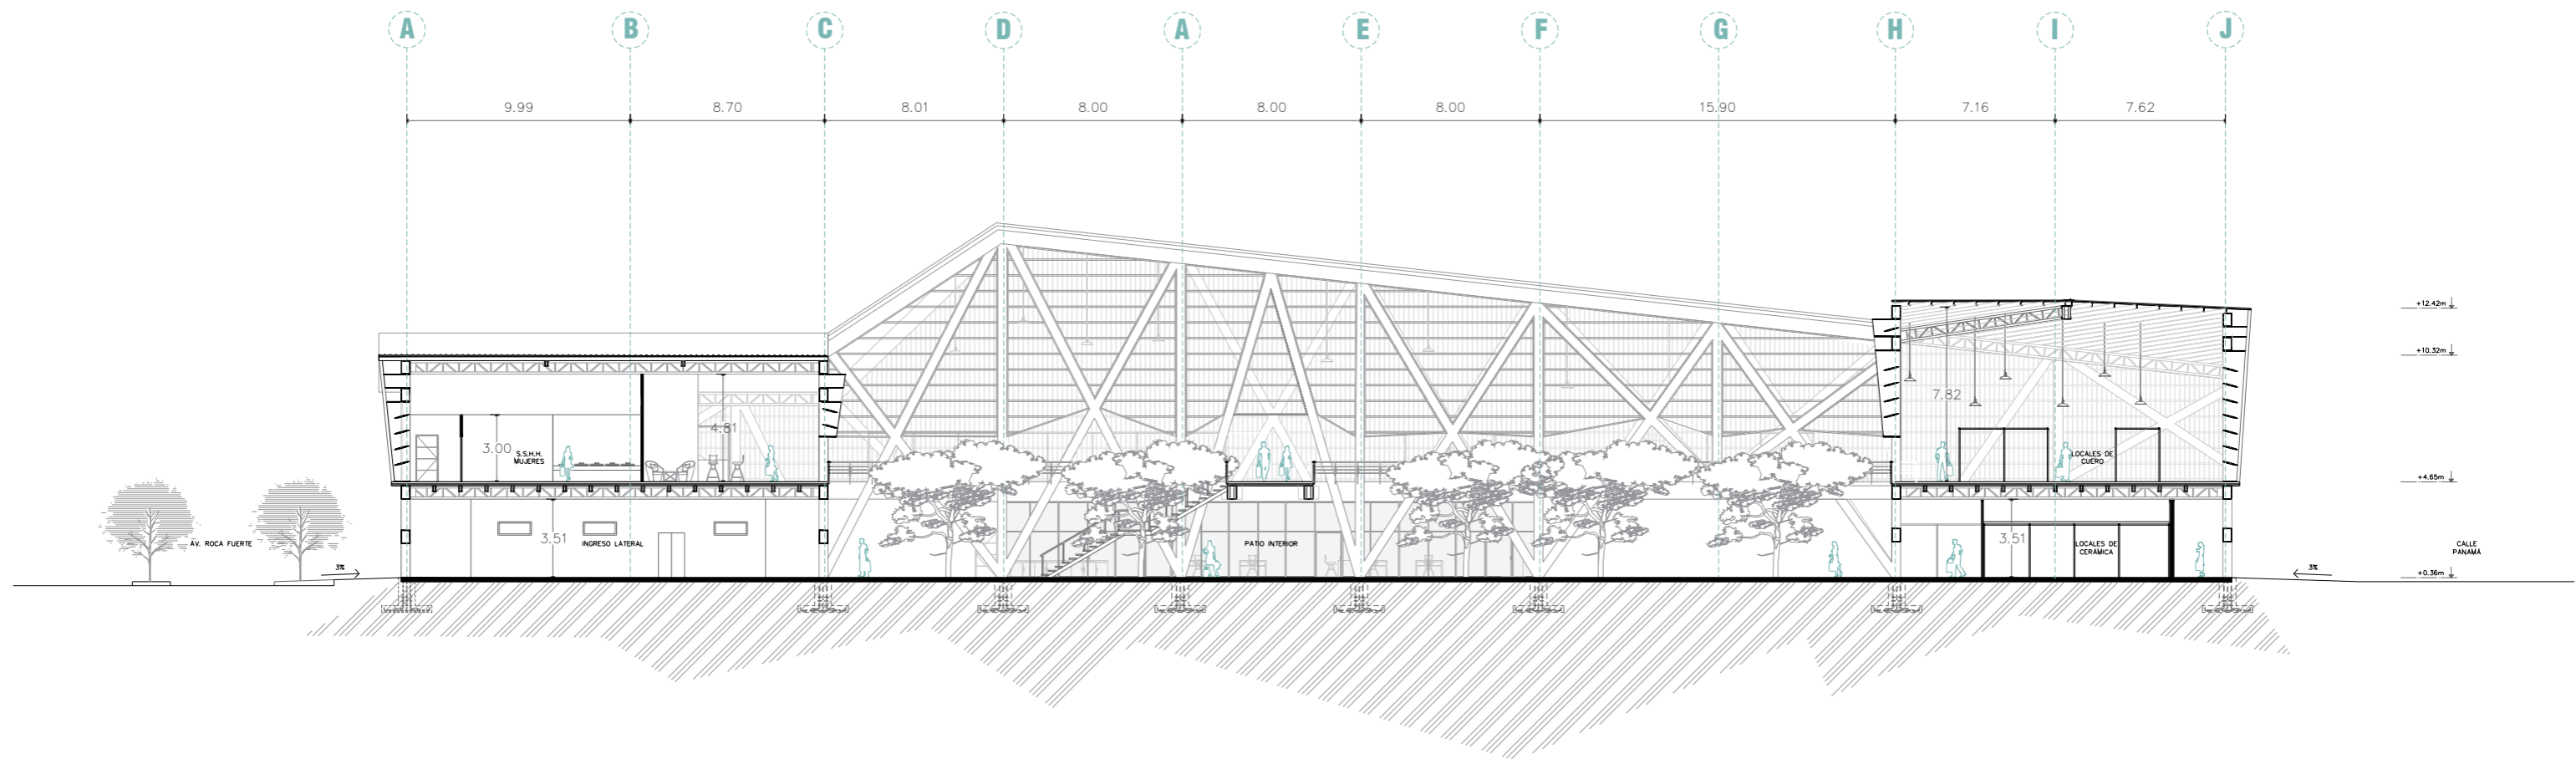 A B C D A E F G H I J
9.99 8.70 8.01 8.00 8.00 8.00 15.90 7.16 7.62
+12.42m
+10.32m
7.82
4.81
3.00
S.S.H.H.
MUJERES
LOCALES DE
CUERO
+4.65m
3.51
INGRESO LATERAL
AV. ROCA FUERTE
PATIO INTERIOR
3.51
LOCALES DE
CERÁMICA
CALLE
PANAMÁ
3%
3%
+0.36m